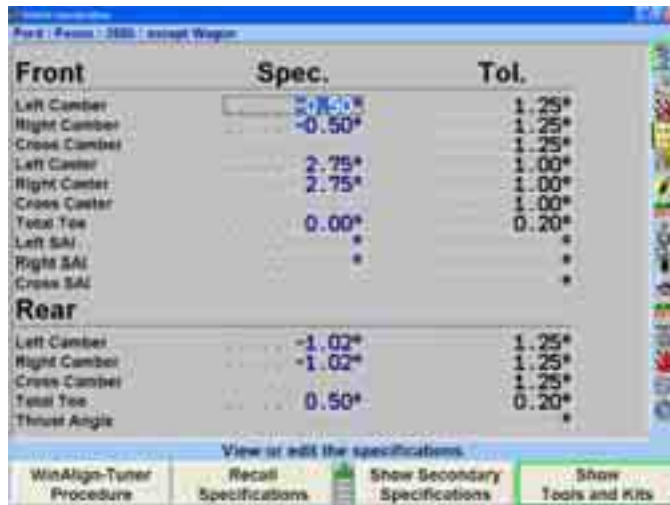 Ford : Focus : 2005 : except Wagon
Front Spec. Tol.
Left Camber -0.50° 1.25°
Right Camber -0.50° 1.25°
Cross Camber 1.25°
Left Caster 2.75° 1.00°
Right Caster 2.75° 1.00°
Cross Caster 1.00°
Total Toe 0.00° 0.20°
Left SAI ° °
Right SAI ° °
Cross SAI °
Rear
Left Camber -1.02° 1.25°
Right Camber -1.02° 1.25°
Cross Camber 1.25°
Total Toe 0.50° 0.20°
Thrust Angle °
View or edit the specifications.
WinAlign-Tuner Recall Show Secondary Show
Procedure Specifications Specifications Tools and Kits